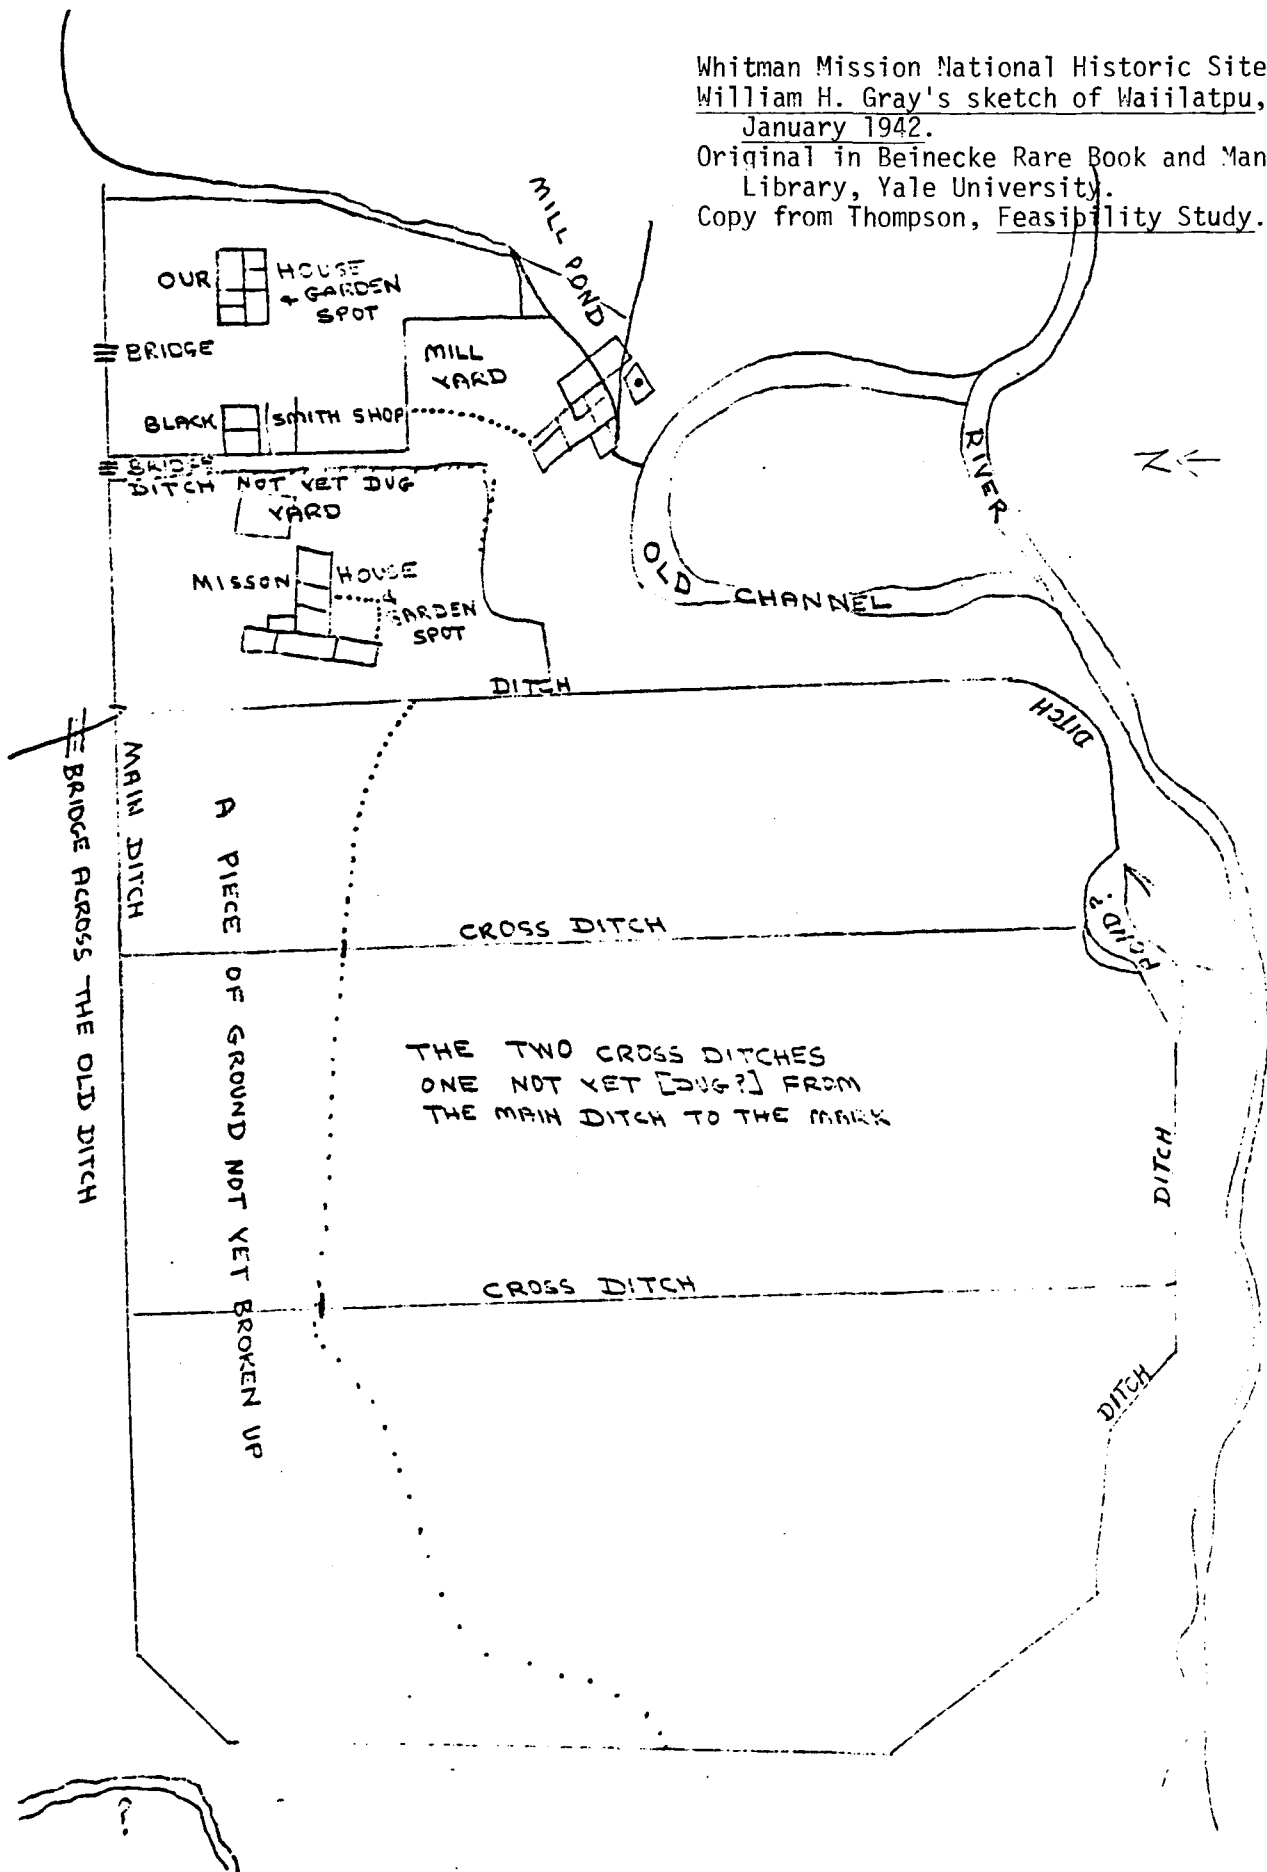 Whitman Mission National Historic Site
William H. Gray's sketch of Waiilatpu,
January 1942.
Original in Beinecke Rare Book and Man
Library, Yale University.
Copy from Thompson, Feasibility Study.
MILL POND
OUR HOUSE
& GARDEN
SPOT
BRIDGE
MILL
YARD
BLACK SMITH SHOP
BRIDGE
DITCH NOT YET DUG
YARD
RIVER
N
MISSON HOUSE
&
GARDEN
SPOT
OLD CHANNEL
DITCH
DITCH
MAIN DITCH
BRIDGE ACROSS THE OLD DITCH
A PIECE OF GROUND NOT YET BROKEN UP
POND?
CROSS DITCH
THE TWO CROSS DITCHES
ONE NOT YET [DUG?] FROM
THE MAIN DITCH TO THE MARK
DITCH
CROSS DITCH
DITCH
?